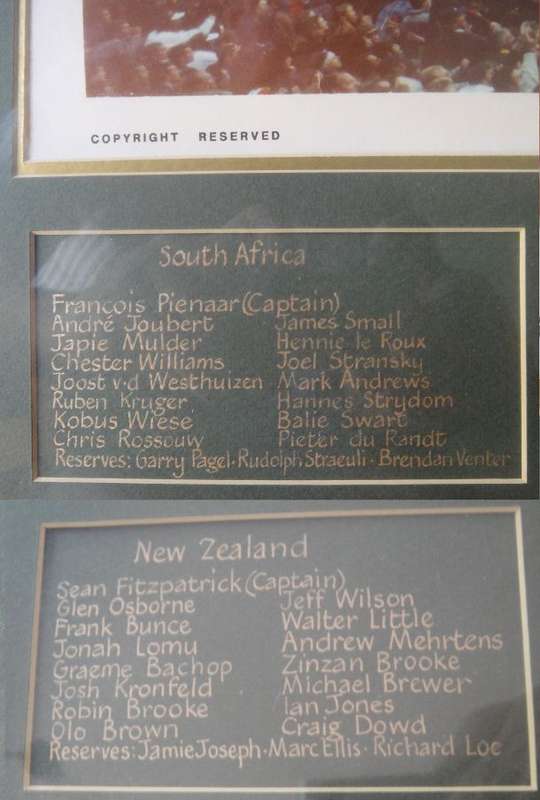 COPYRIGHT RESERVED
South Africa
François Pienaar (Captain)
André Joubert James Small
Japie Mulder Hennie le Roux
Chester Williams Joel Stransky
Joost v.d Westhuizen Mark Andrews
Ruben Kruger Hannes Strydom
Kobus Wiese Balie Swart
Chris Rossouw Pieter du Randt
Reserves: Garry Pagel · Rudolph Straeuli · Brendan Venter
New Zealand
Sean Fitzpatrick (Captain)
Glen Osborne Jeff Wilson
Frank Bunce Walter Little
Jonah Lomu Andrew Mehrtens
Graeme Bachop Zinzan Brooke
Josh Kronfeld Michael Brewer
Robin Brooke Ian Jones
Olo Brown Craig Dowd
Reserves: Jamie Joseph · Marc Ellis · Richard Loe